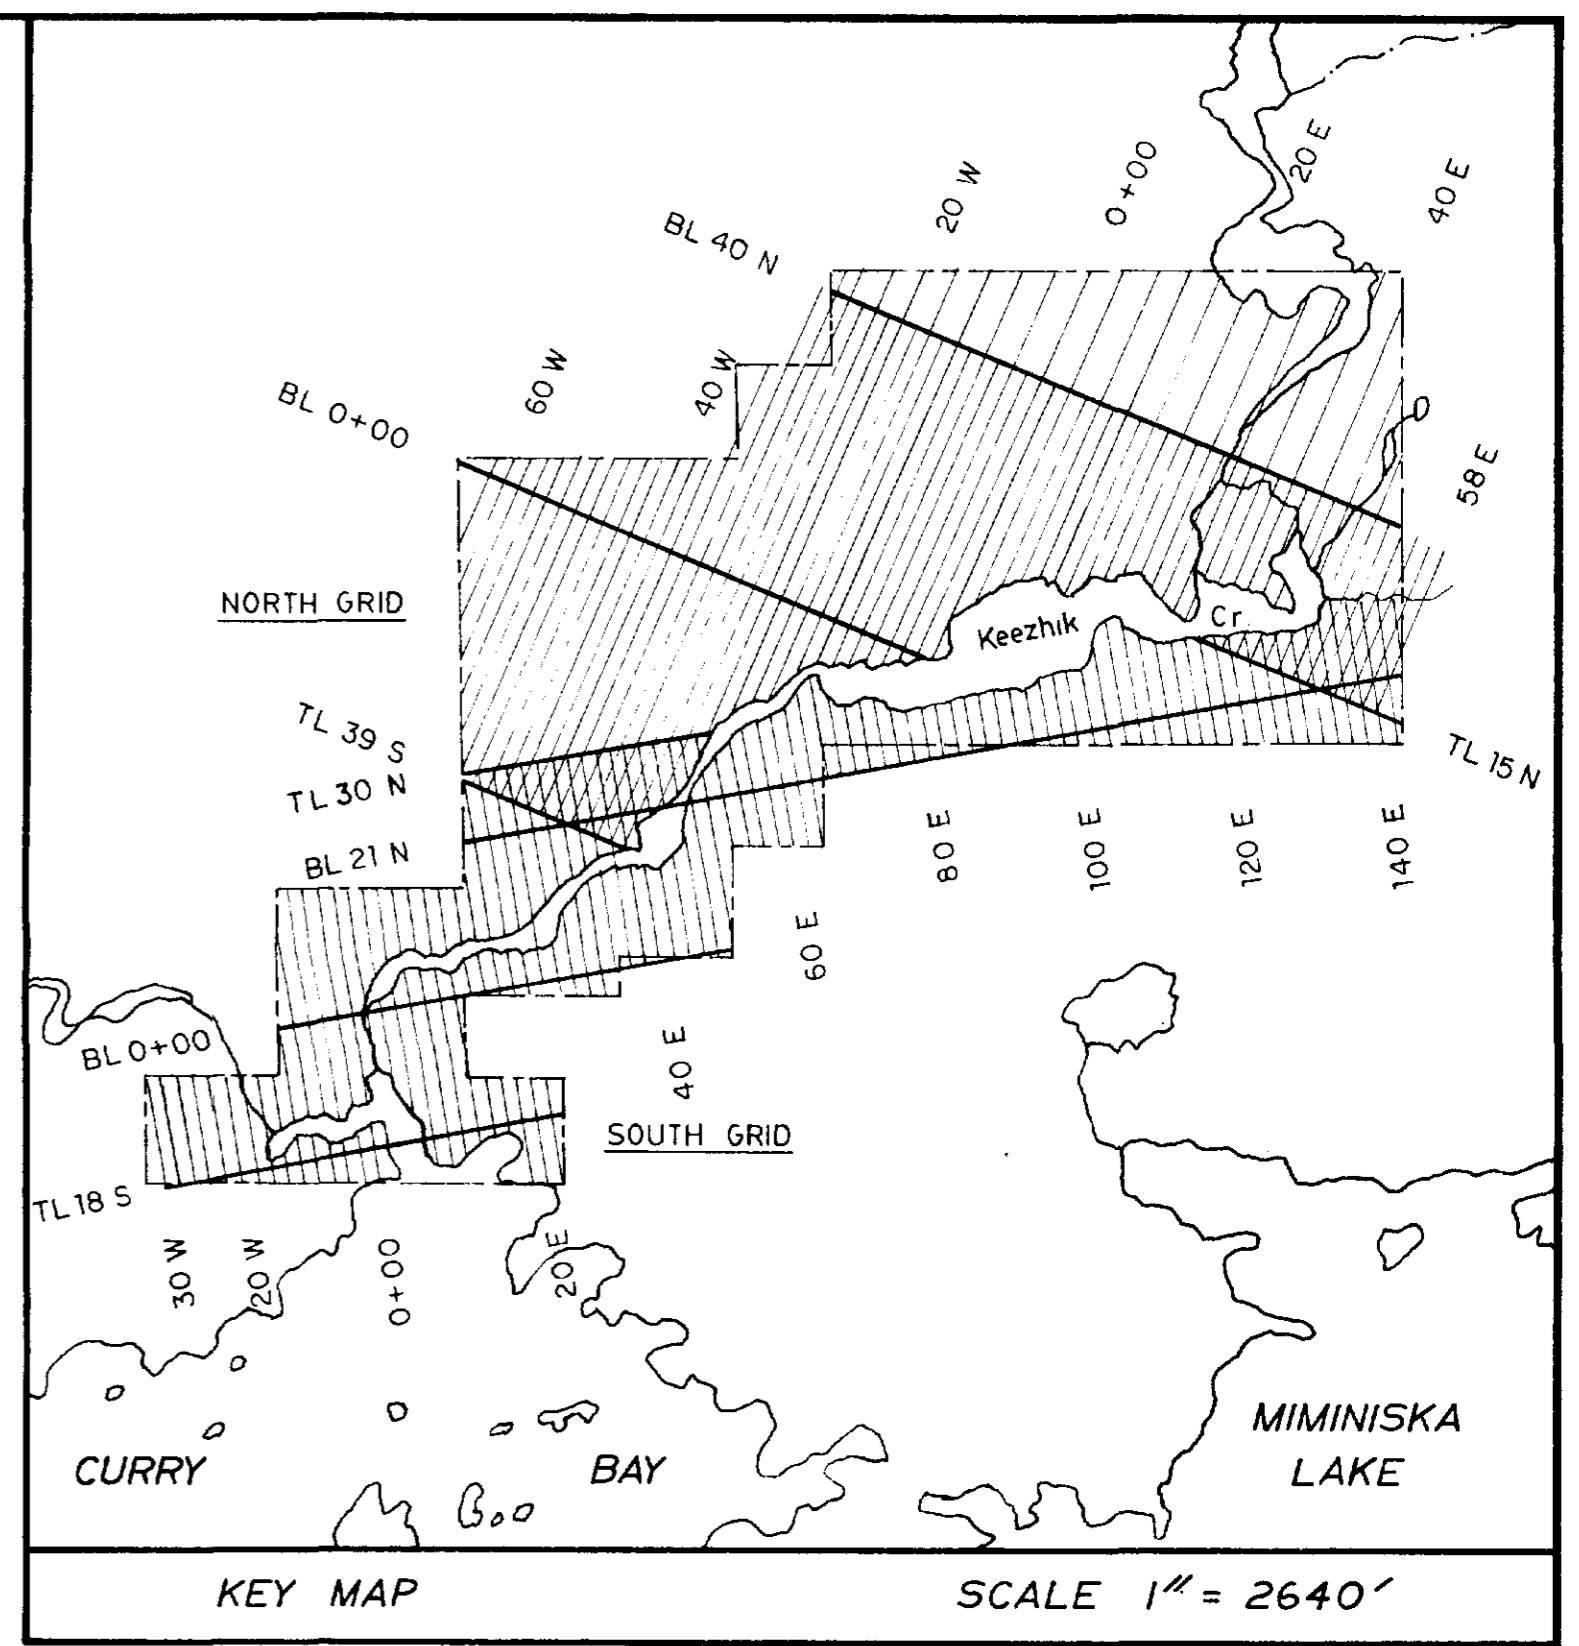 20 E
40 E
0+00
20 W
BL 40 N
40 W
60 W
BL 0+00
58 E
NORTH GRID
Keezhik
Cr.
TL 39 S
TL 30 N
BL 21 N
TL 15 N
80 E
100 E
120 E
140 E
60 E
40 E
BL 0+00
SOUTH GRID
TL 18 S
30 W
20 W
0+00
20 E
CURRY BAY
MIMINISKA
LAKE
KEY MAP
SCALE 1" = 2640'